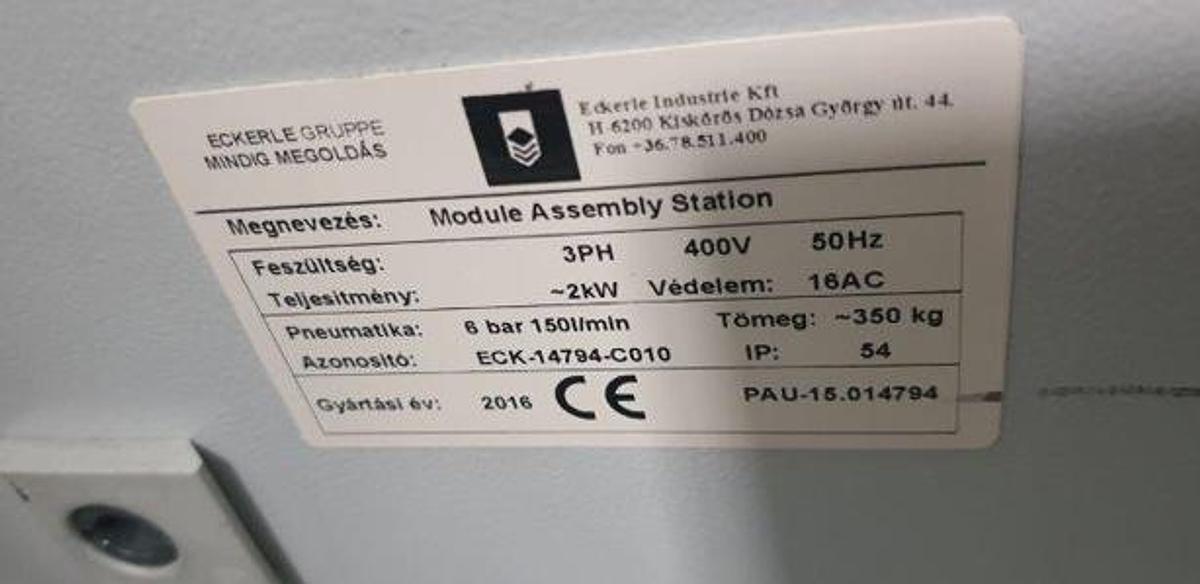 ECKERLE GRUPPE
MINDIG MEGOLDÁS
Eckerle Industrie Kft
H-6200 Kiskőrös Dózsa György út. 44.
Fon +36.78.511.400
Megnevezés: Module Assembly Station
Feszültség: 3PH 400V 50Hz
Teljesitmény: ~2kW Védelem: 16AC
Pneumatika: 6 bar 150l/min Tömeg: ~350 kg
Azonositó: ECK-14794-C010 IP: 54
Gyártási év: 2016 CE PAU-15.014794